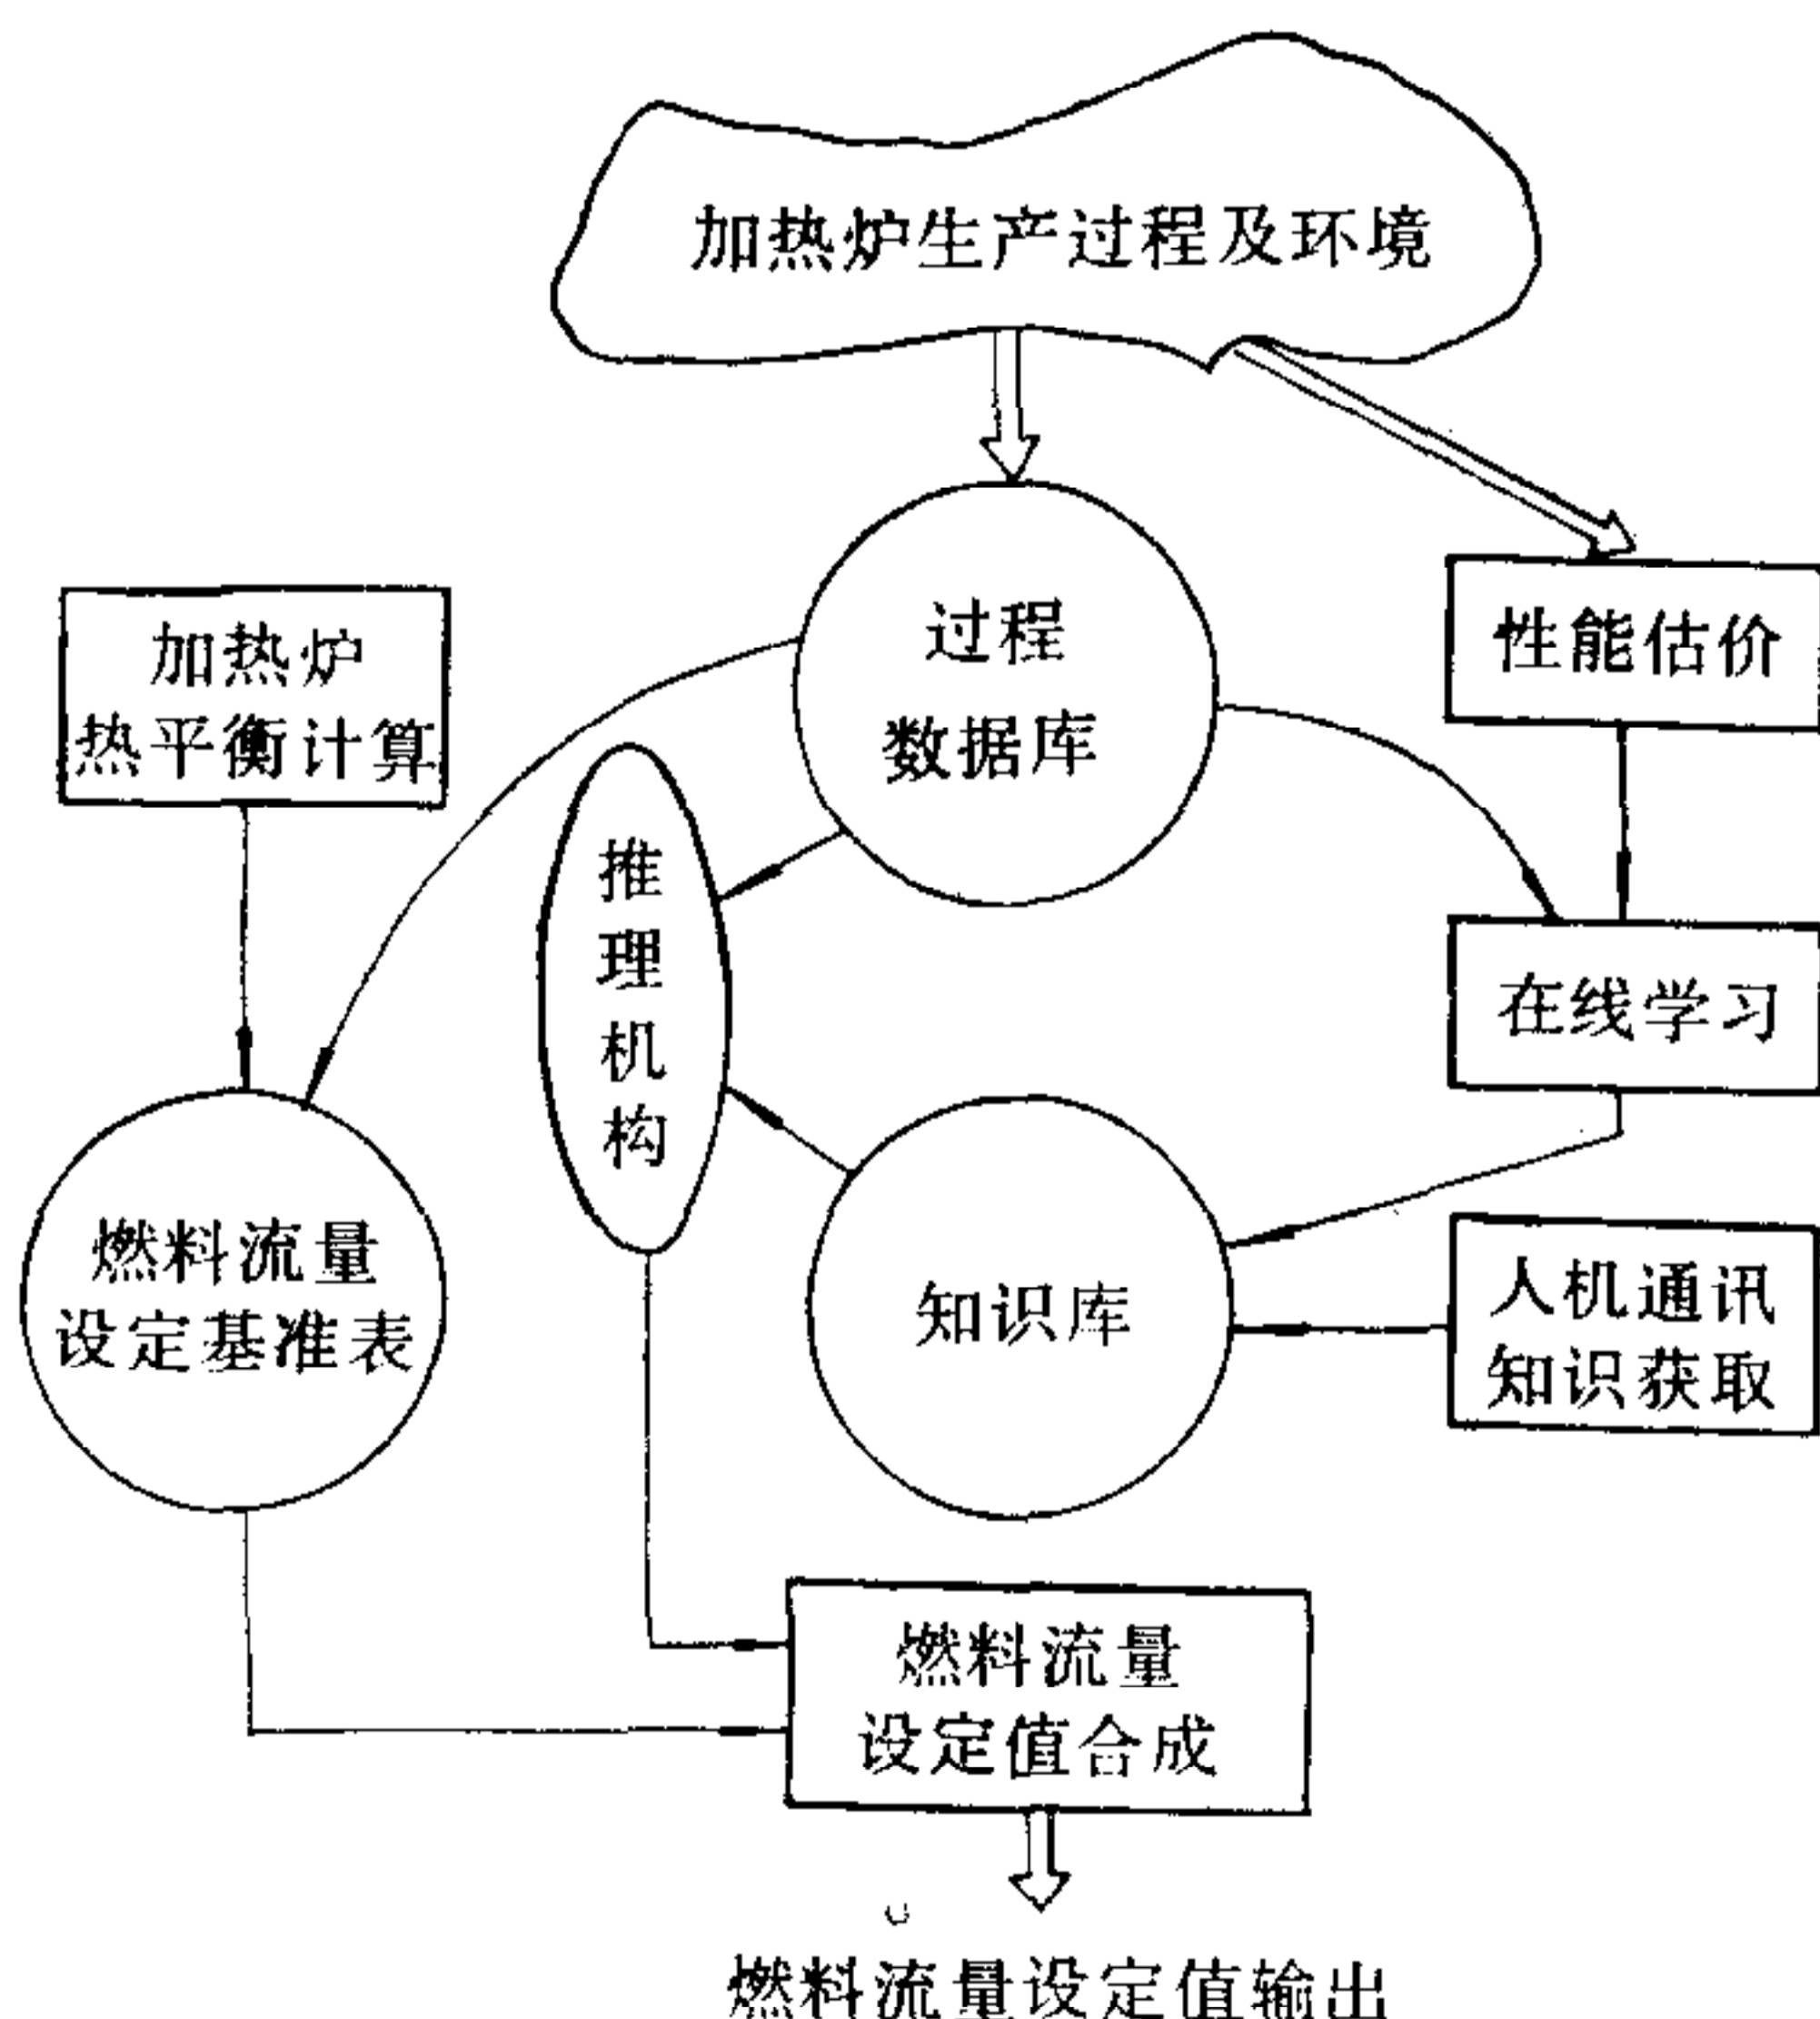 加热炉生产过程及环境
过程
数据库
性能估价
加热炉
热平衡计算
推
理
机
构
在线学习
燃料流量
设定基准表
知识库
人机通讯
知识获取
燃料流量
设定值合成
燃料流量设定值输出